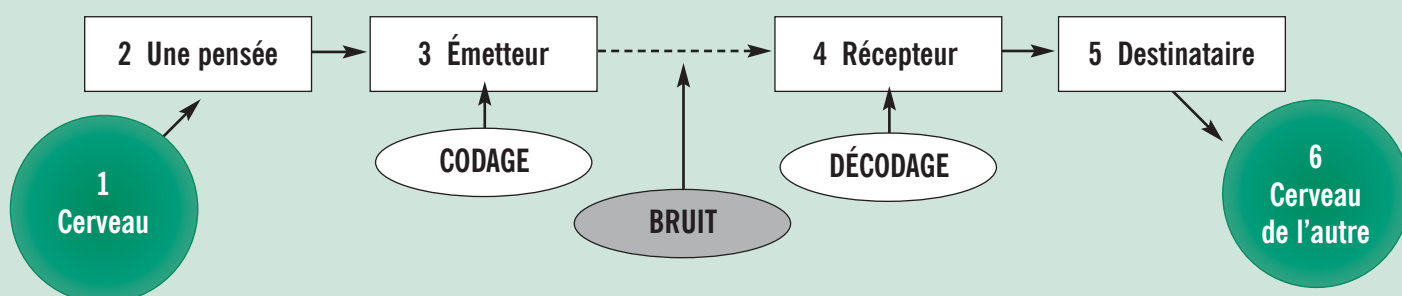 2 Une pensée
3 Émetteur
4 Récepteur
5 Destinataire
1
Cerveau
CODAGE
BRUIT
DÉCODAGE
6
Cerveau
de l'autre